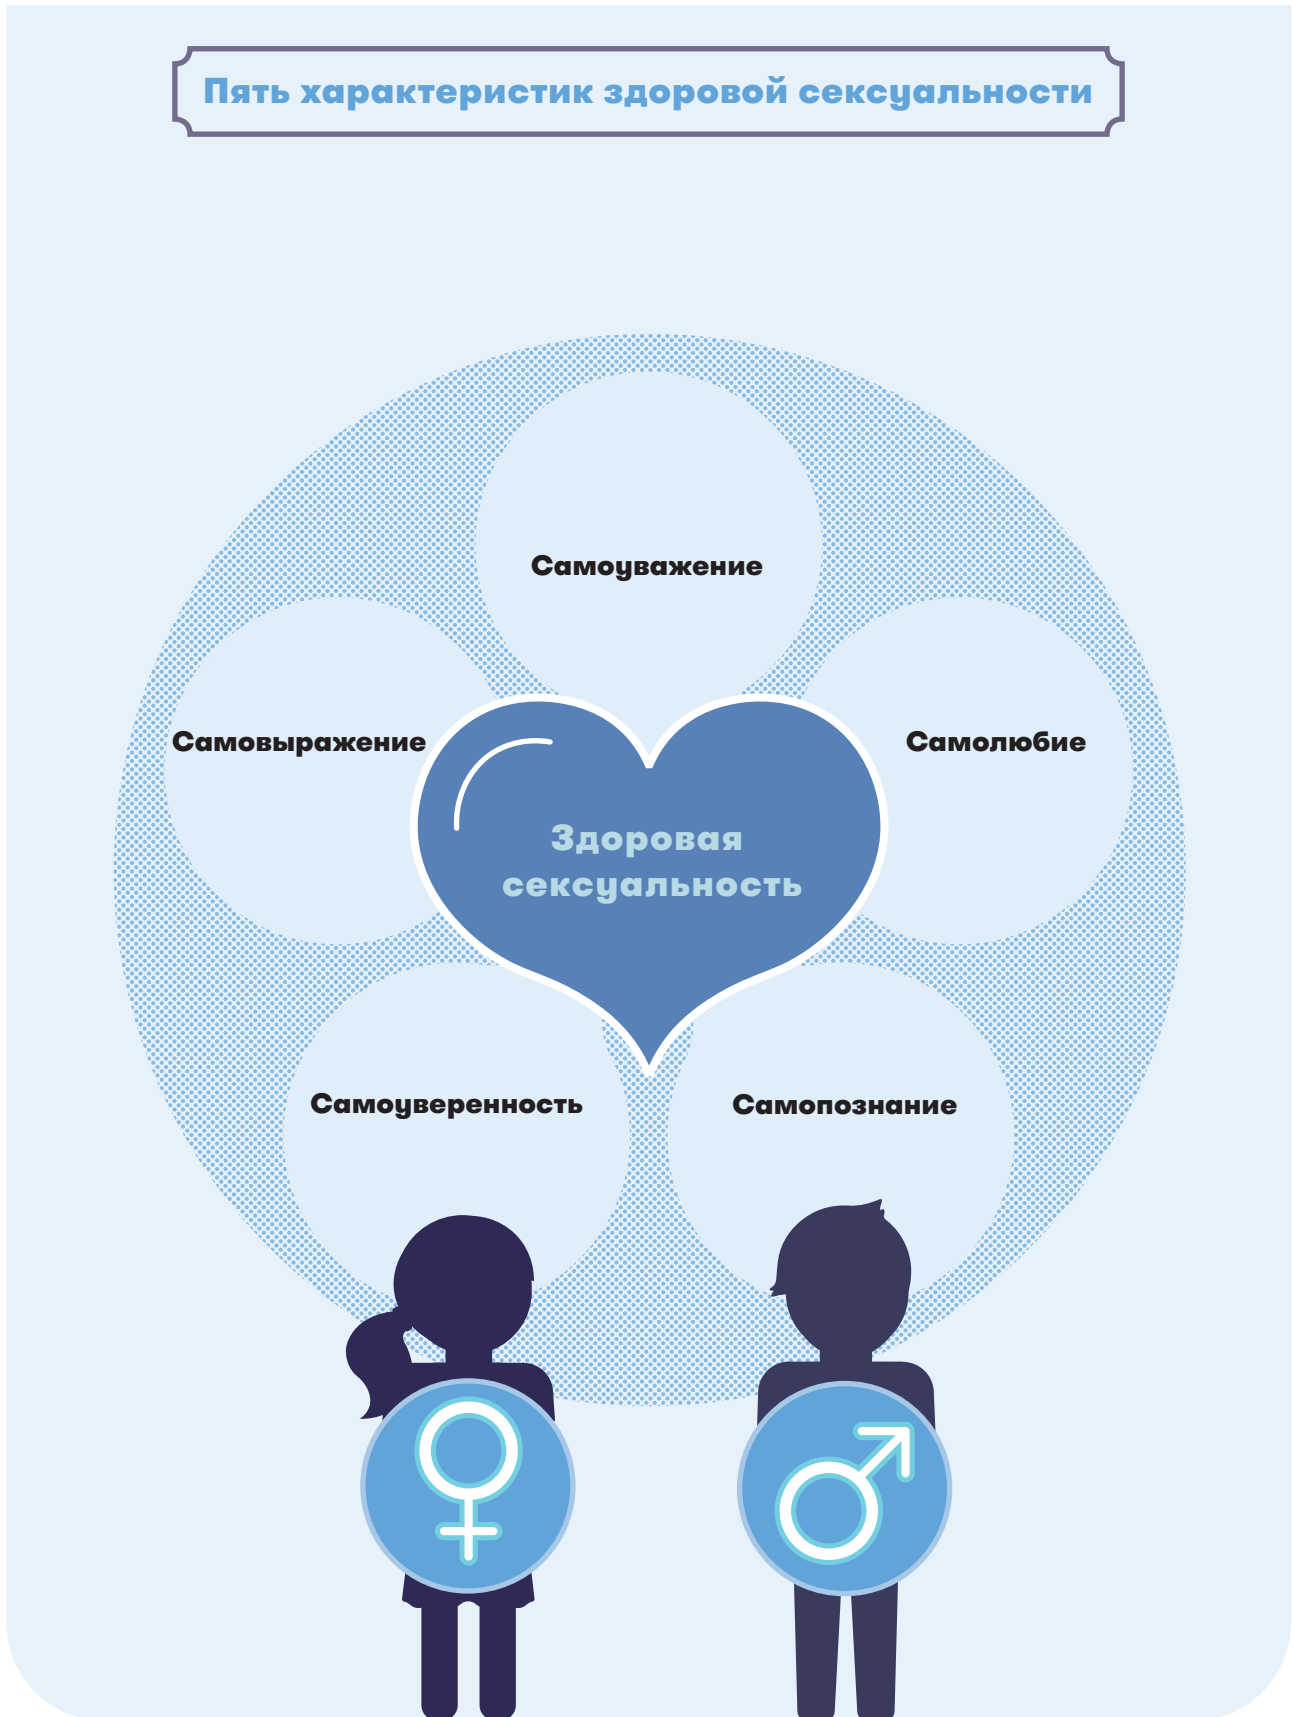 Пять характеристик здоровой сексуальности
Самоуважение
Самовыражение
Самолюбие
Здоровая
сексуальность
Самоуверенность
Самопознание